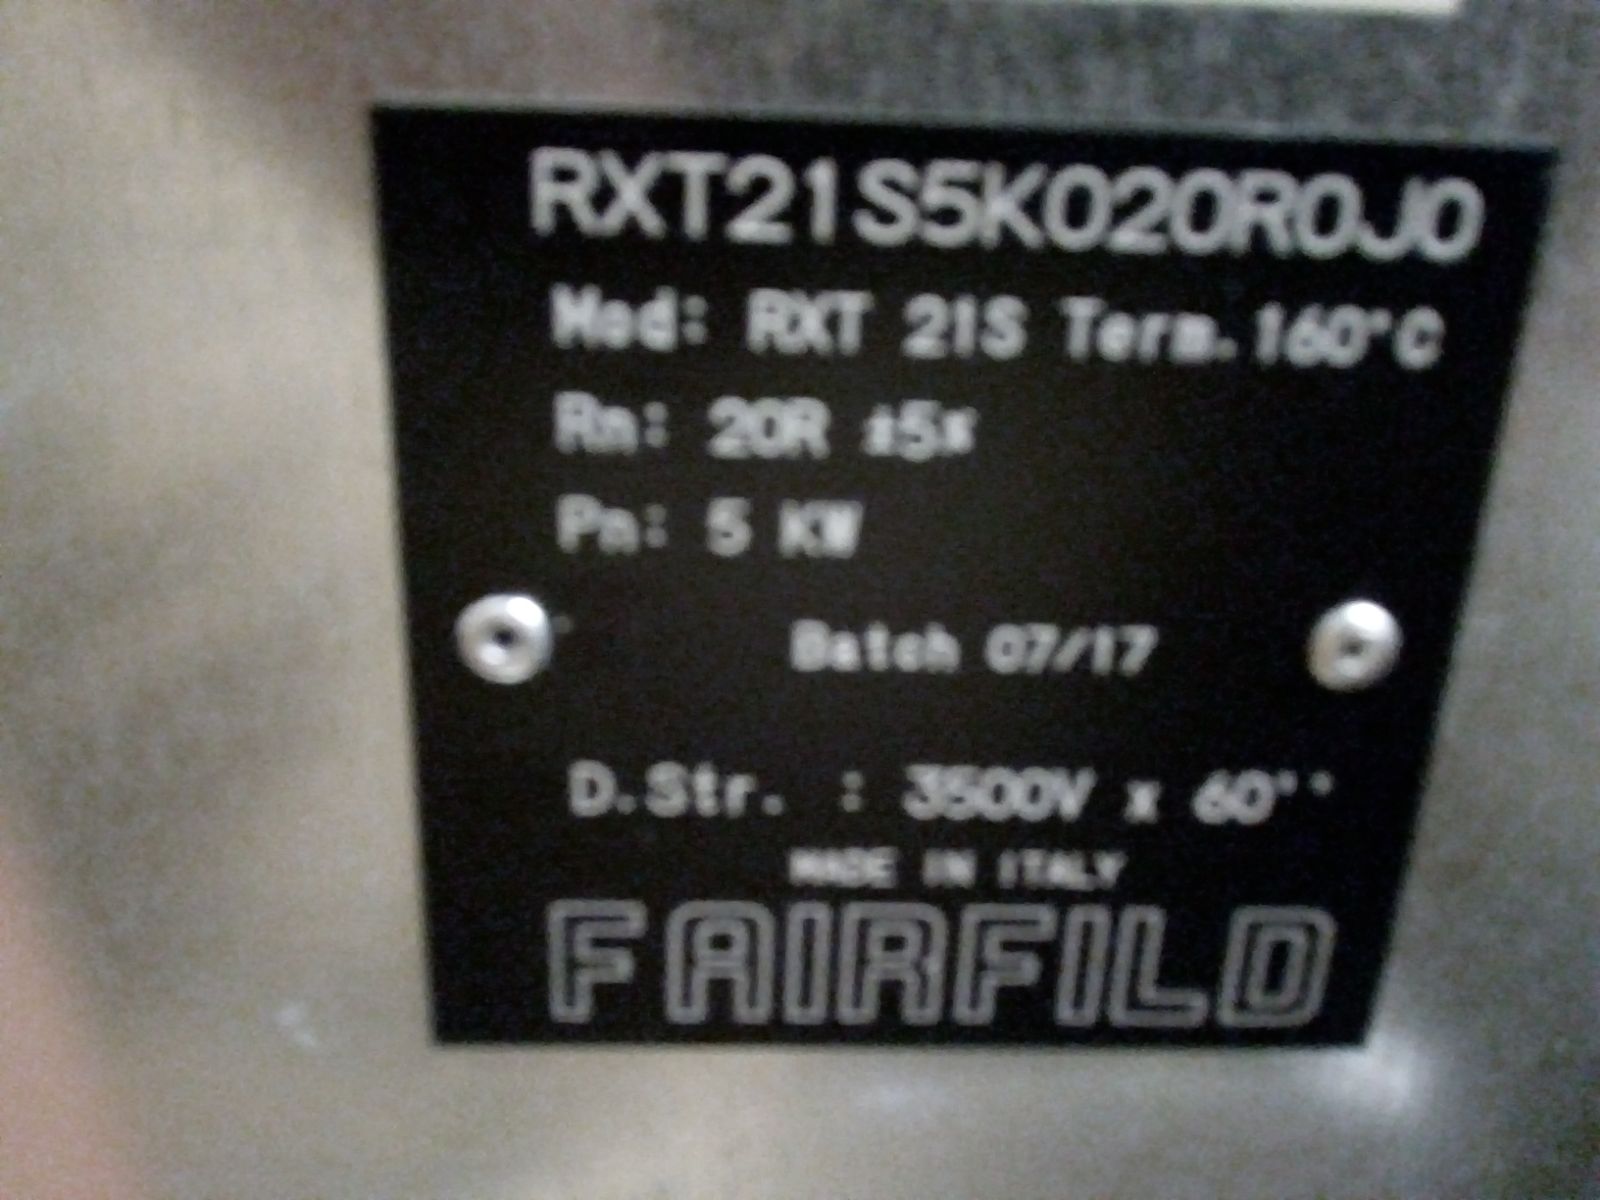 RXT21S5K020R0J0
Mod: RXT 21S Term.160°C
Rn: 20R ±5%
Pn: 5 KW
Batch 07/17
D.Str. : 3500V x 60''
MADE IN ITALY
FAIRFILD